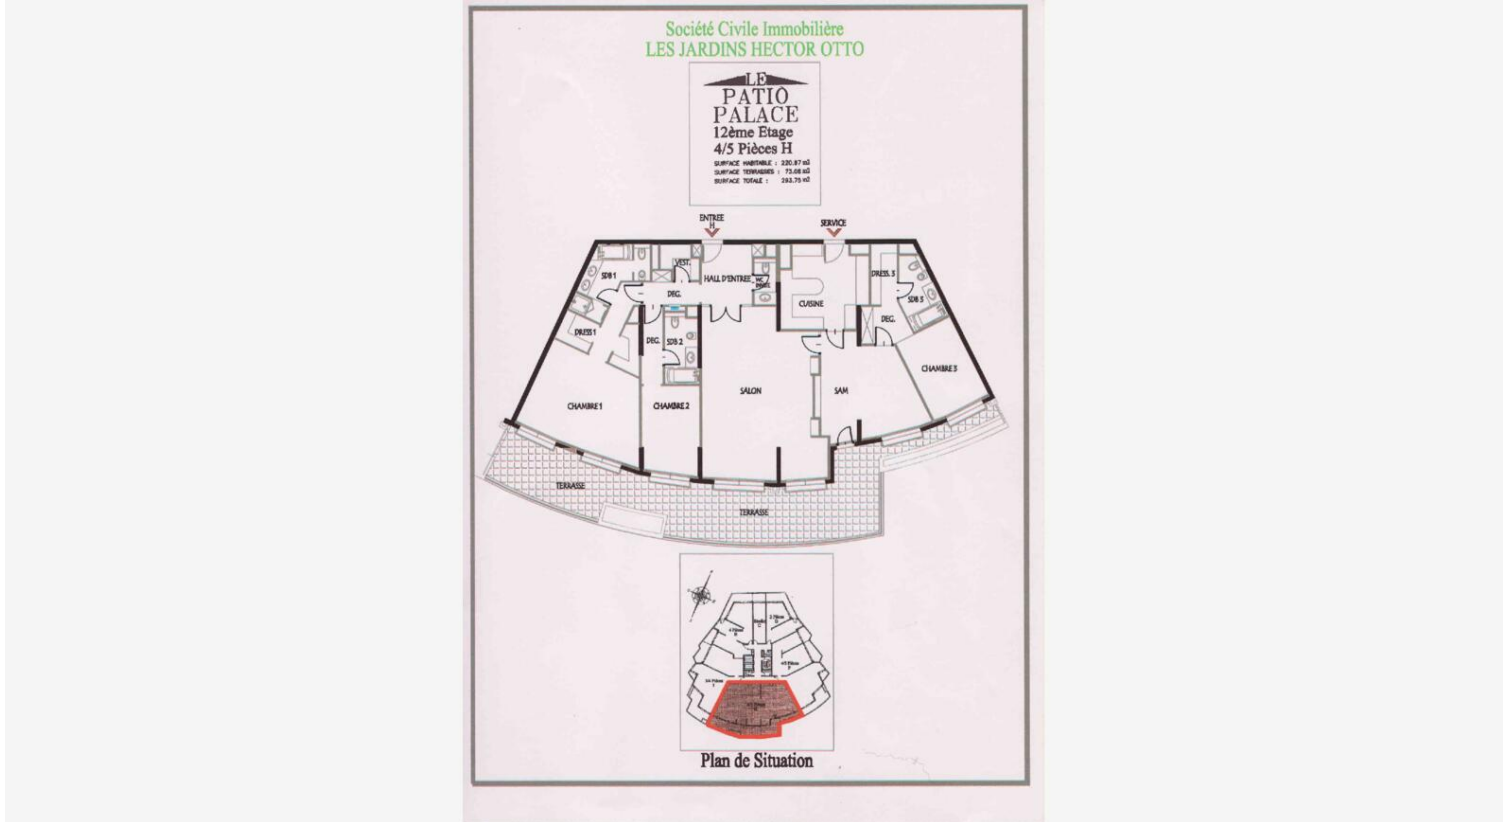 Société Civile Immobilière
LES JARDINS HECTOR OTTO
LE
PATIO
PALACE
12ème Etage
4/5 Pièces H
SURFACE HABITABLE : 220.67 m2
SURFACE TERRASSES : 73.08 m2
SURFACE TOTALE : 293.75 m2
ENTREE
H
SERVICE
SDB 1
VEST.
HALL D'ENTREE
WC
DRESS. 3
SDB 3
DEG.
CUISINE
DRESS 1
DEG.
SDB 2
DEG.
CHAMBRE 3
SALON
SAM
CHAMBRE 1
CHAMBRE 2
TERRASSE
TERRASSE
Plan de Situation